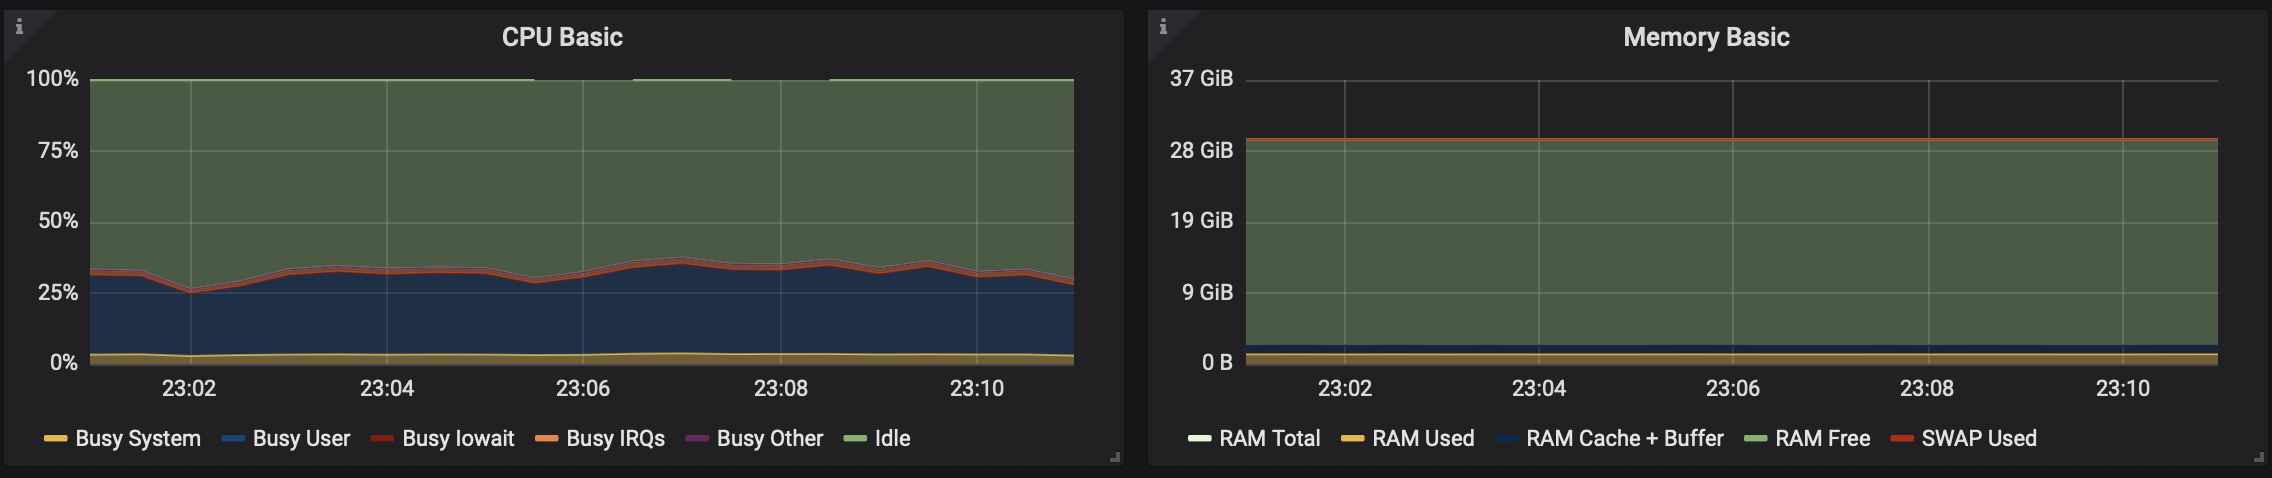 CPU Basic
100%
75%
50%
25%
0%
23:02 23:04 23:06 23:08 23:10
Busy System Busy User Busy Iowait Busy IRQs Busy Other Idle
Memory Basic
37 GiB
28 GiB
19 GiB
9 GiB
0 B
23:02 23:04 23:06 23:08 23:10
RAM Total RAM Used RAM Cache + Buffer RAM Free SWAP Used